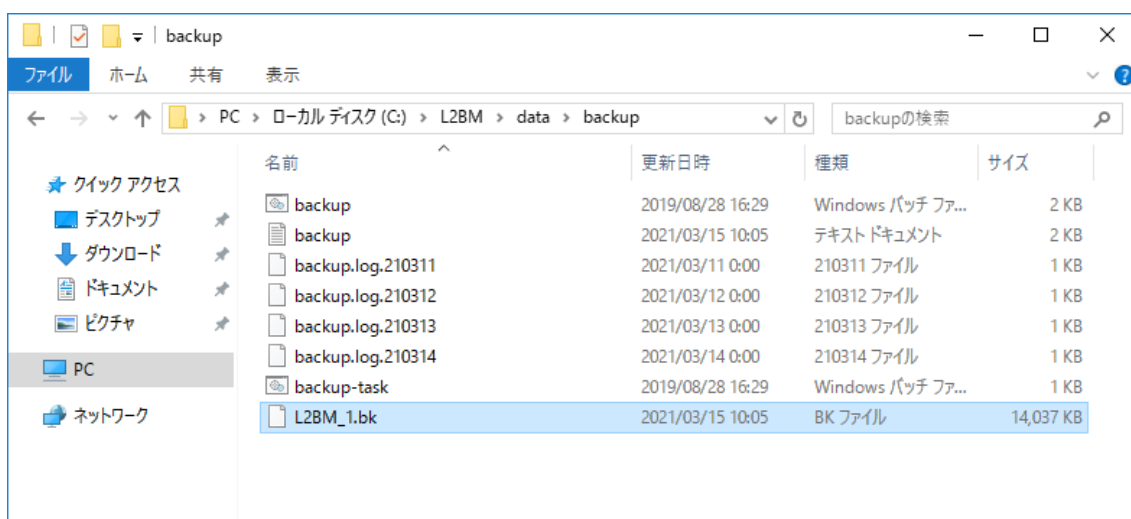 backup
ファイル ホーム 共有 表示
PC > ローカル ディスク (C:) > L2BM > data > backup backupの検索
名前 更新日時 種類 サイズ
クイック アクセス
デスクトップ
ダウンロード
ドキュメント
ピクチャ
PC
ネットワーク
backup 2019/08/28 16:29 Windows バッチ ファ... 2 KB
backup 2021/03/15 10:05 テキスト ドキュメント 2 KB
backup.log.210311 2021/03/11 0:00 210311 ファイル 1 KB
backup.log.210312 2021/03/12 0:00 210312 ファイル 1 KB
backup.log.210313 2021/03/13 0:00 210313 ファイル 1 KB
backup.log.210314 2021/03/14 0:00 210314 ファイル 1 KB
backup-task 2019/08/28 16:29 Windows バッチ ファ... 1 KB
L2BM_1.bk 2021/03/15 10:05 BK ファイル 14,037 KB